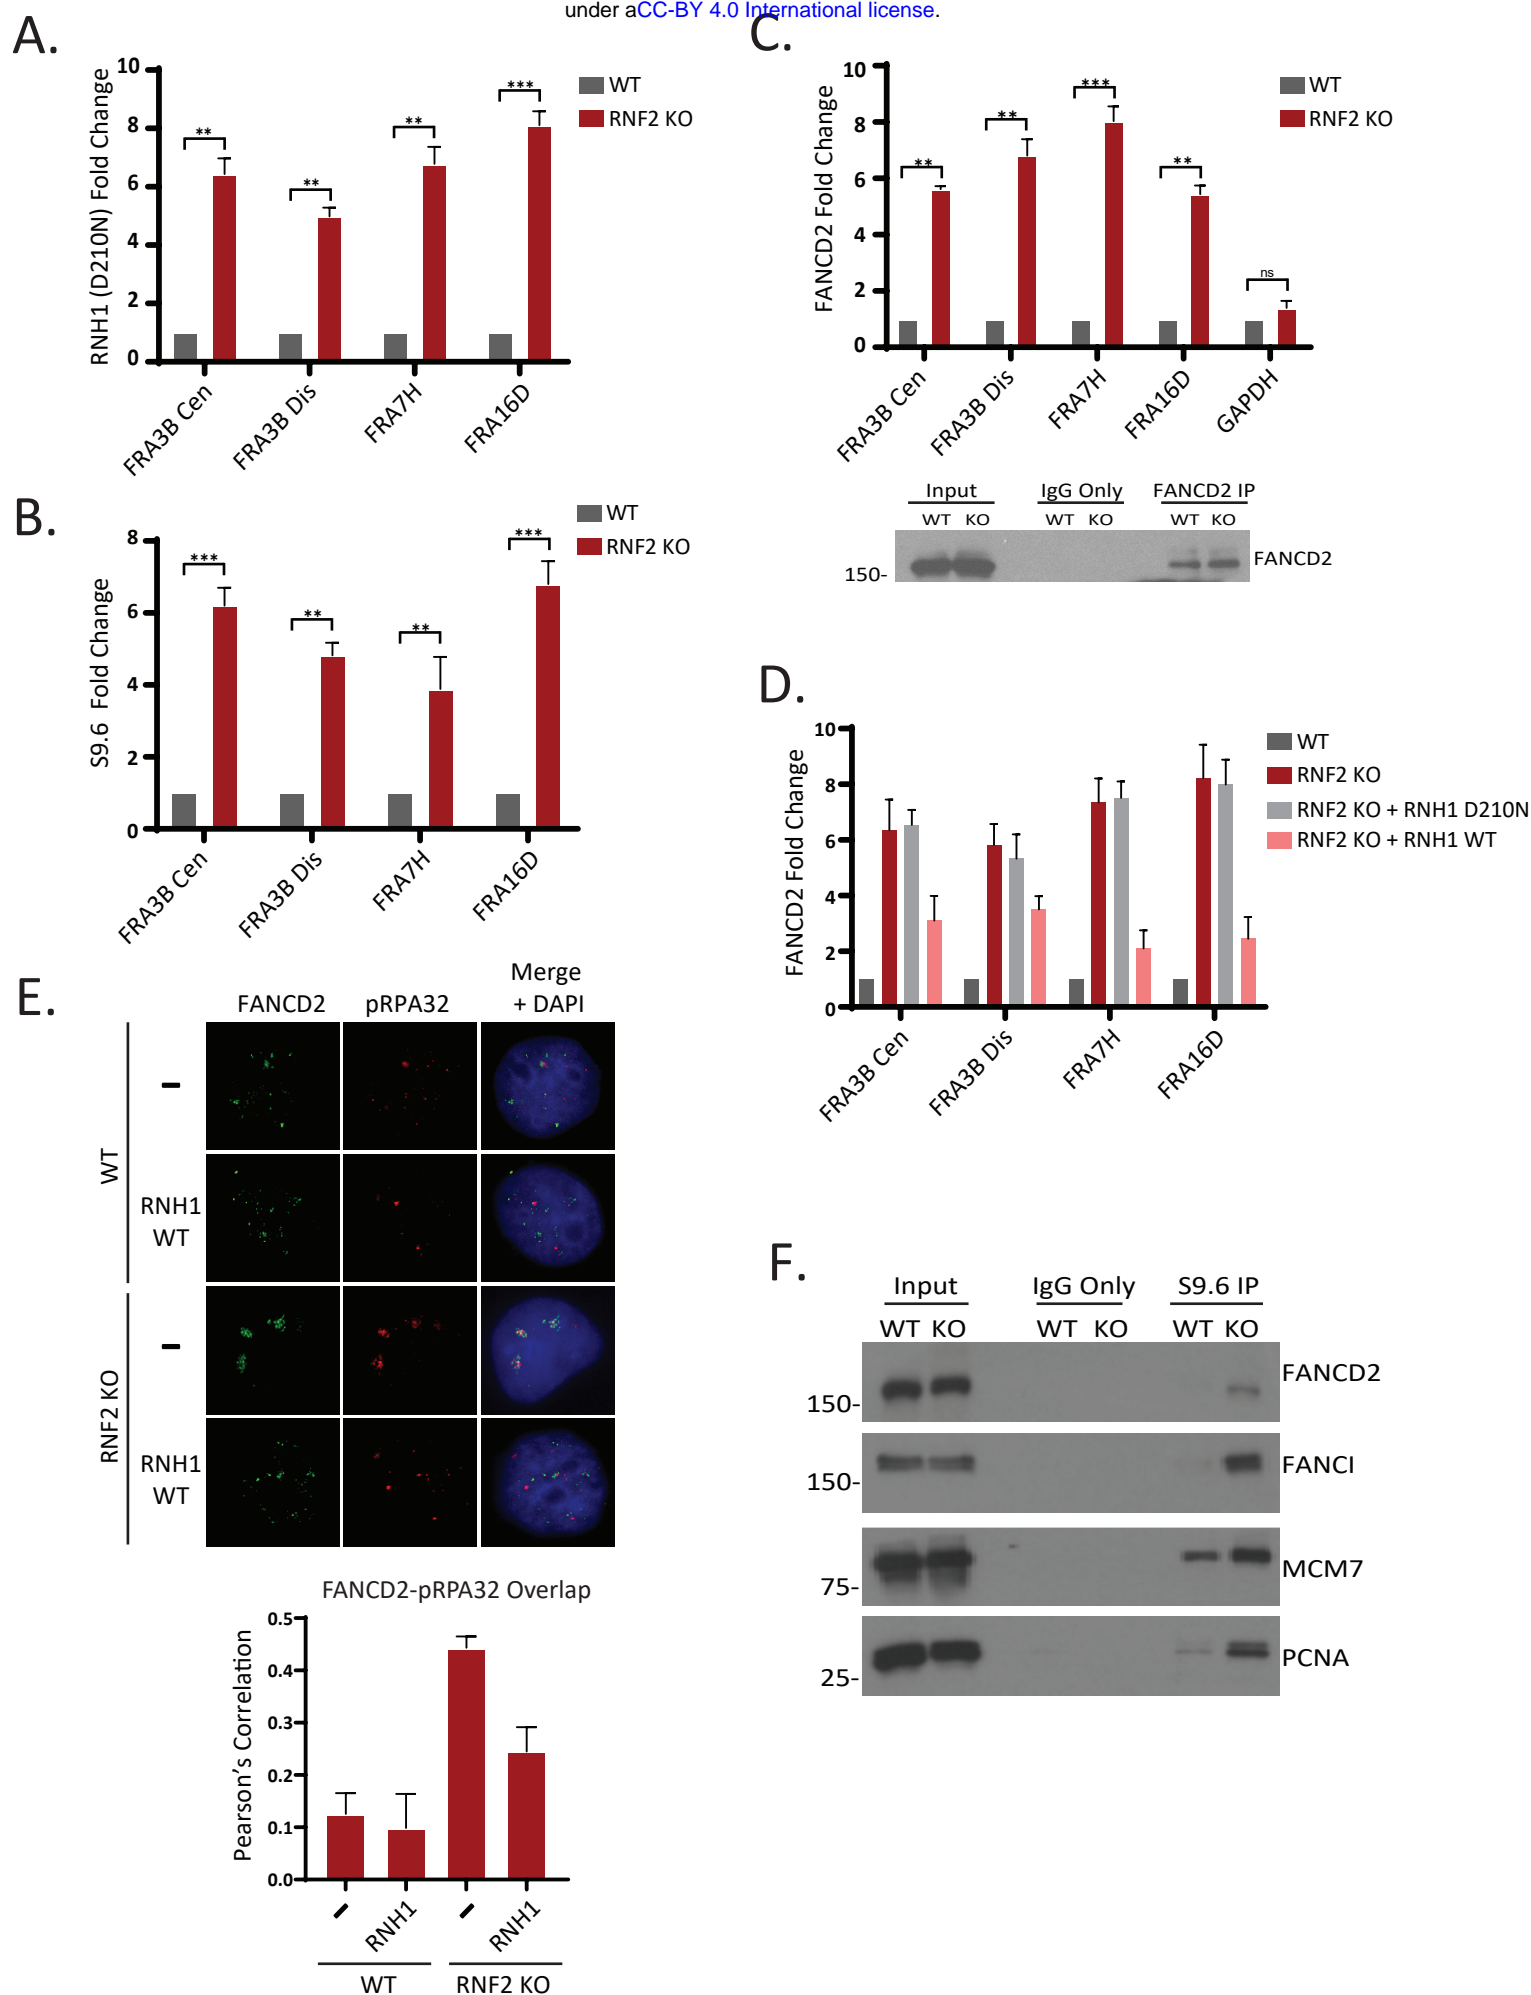 under aCC-BY 4.0 International license.
A.
RNH1 (D210N) Fold Change
10
8
6
4
2
0
**
**
**
***
WT
RNF2 KO
FRA3B Cen
FRA3B Dis
FRA7H
FRA16D
B.
S9.6 Fold Change
8
6
4
2
0
***
**
**
***
WT
RNF2 KO
FRA3B Cen
FRA3B Dis
FRA7H
FRA16D
C.
FANCD2 Fold Change
10
8
6
4
2
0
**
**
***
**
ns
WT
RNF2 KO
FRA3B Cen
FRA3B Dis
FRA7H
FRA16D
GAPDH
Input IgG Only FANCD2 IP
WT KO WT KO WT KO
150-
FANCD2
D.
FANCD2 Fold Change
10
8
6
4
2
0
WT
RNF2 KO
RNF2 KO + RNH1 D210N
RNF2 KO + RNH1 WT
FRA3B Cen
FRA3B Dis
FRA7H
FRA16D
E.
FANCD2 pRPA32 Merge
+ DAPI
WT
–
RNH1
WT
RNF2 KO
–
RNH1
WT
FANCD2-pRPA32 Overlap
Pearson's Correlation
0.5
0.4
0.3
0.2
0.1
0.0
– RNH1 – RNH1
WT RNF2 KO
F.
Input IgG Only S9.6 IP
WT KO WT KO WT KO
150-
FANCD2
150-
FANCI
75-
MCM7
25-
PCNA